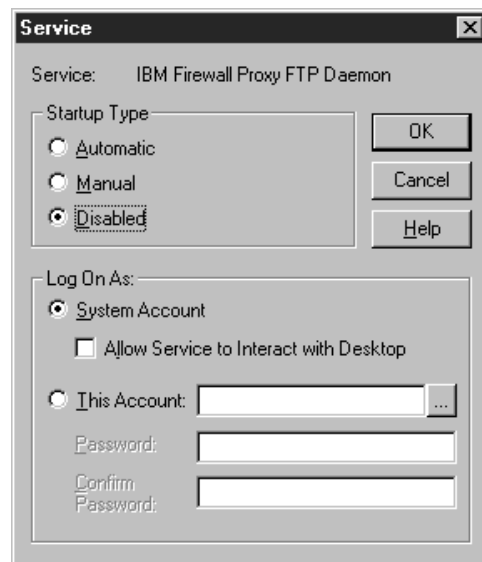 Service
Service: IBM Firewall Proxy FTP Daemon
Startup Type
Automatic
Manual
Disabled
OK
Cancel
Help
Log On As:
System Account
Allow Service to Interact with Desktop
This Account:
...
Password:
Confirm
Password: